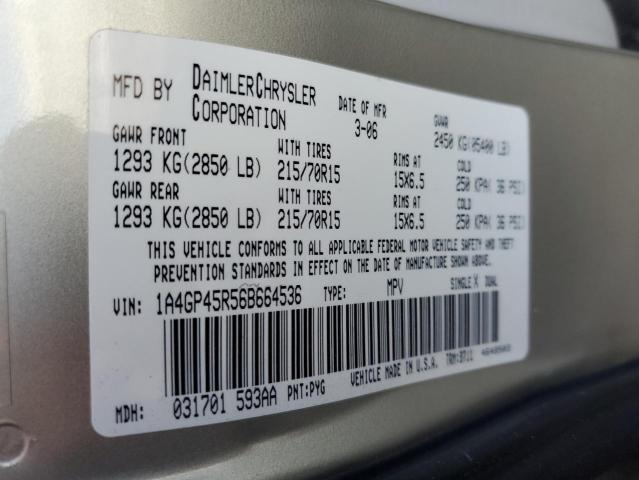 MFD BY DAIMLERCHRYSLER CORPORATION
DATE OF MFR 3-06
GVWR 2450 KG(05400 LB)
GAWR FRONT WITH TIRES RIMS AT COLD
1293 KG(2850 LB) 215/70R15 15X6.5 250 KPA( 36 PSI)
GAWR REAR WITH TIRES RIMS AT COLD
1293 KG(2850 LB) 215/70R15 15X6.5 250 KPA( 36 PSI)
THIS VEHICLE CONFORMS TO ALL APPLICABLE FEDERAL MOTOR VEHICLE SAFETY AND THEFT
PREVENTION STANDARDS IN EFFECT ON THE DATE OF MANUFACTURE SHOWN ABOVE.
VIN: 1A4GP45R56B664536 TYPE: MPV SINGLE X DUAL
MDH: 031701 593AA PNT:PYG VEHICLE MADE IN U.S.A.